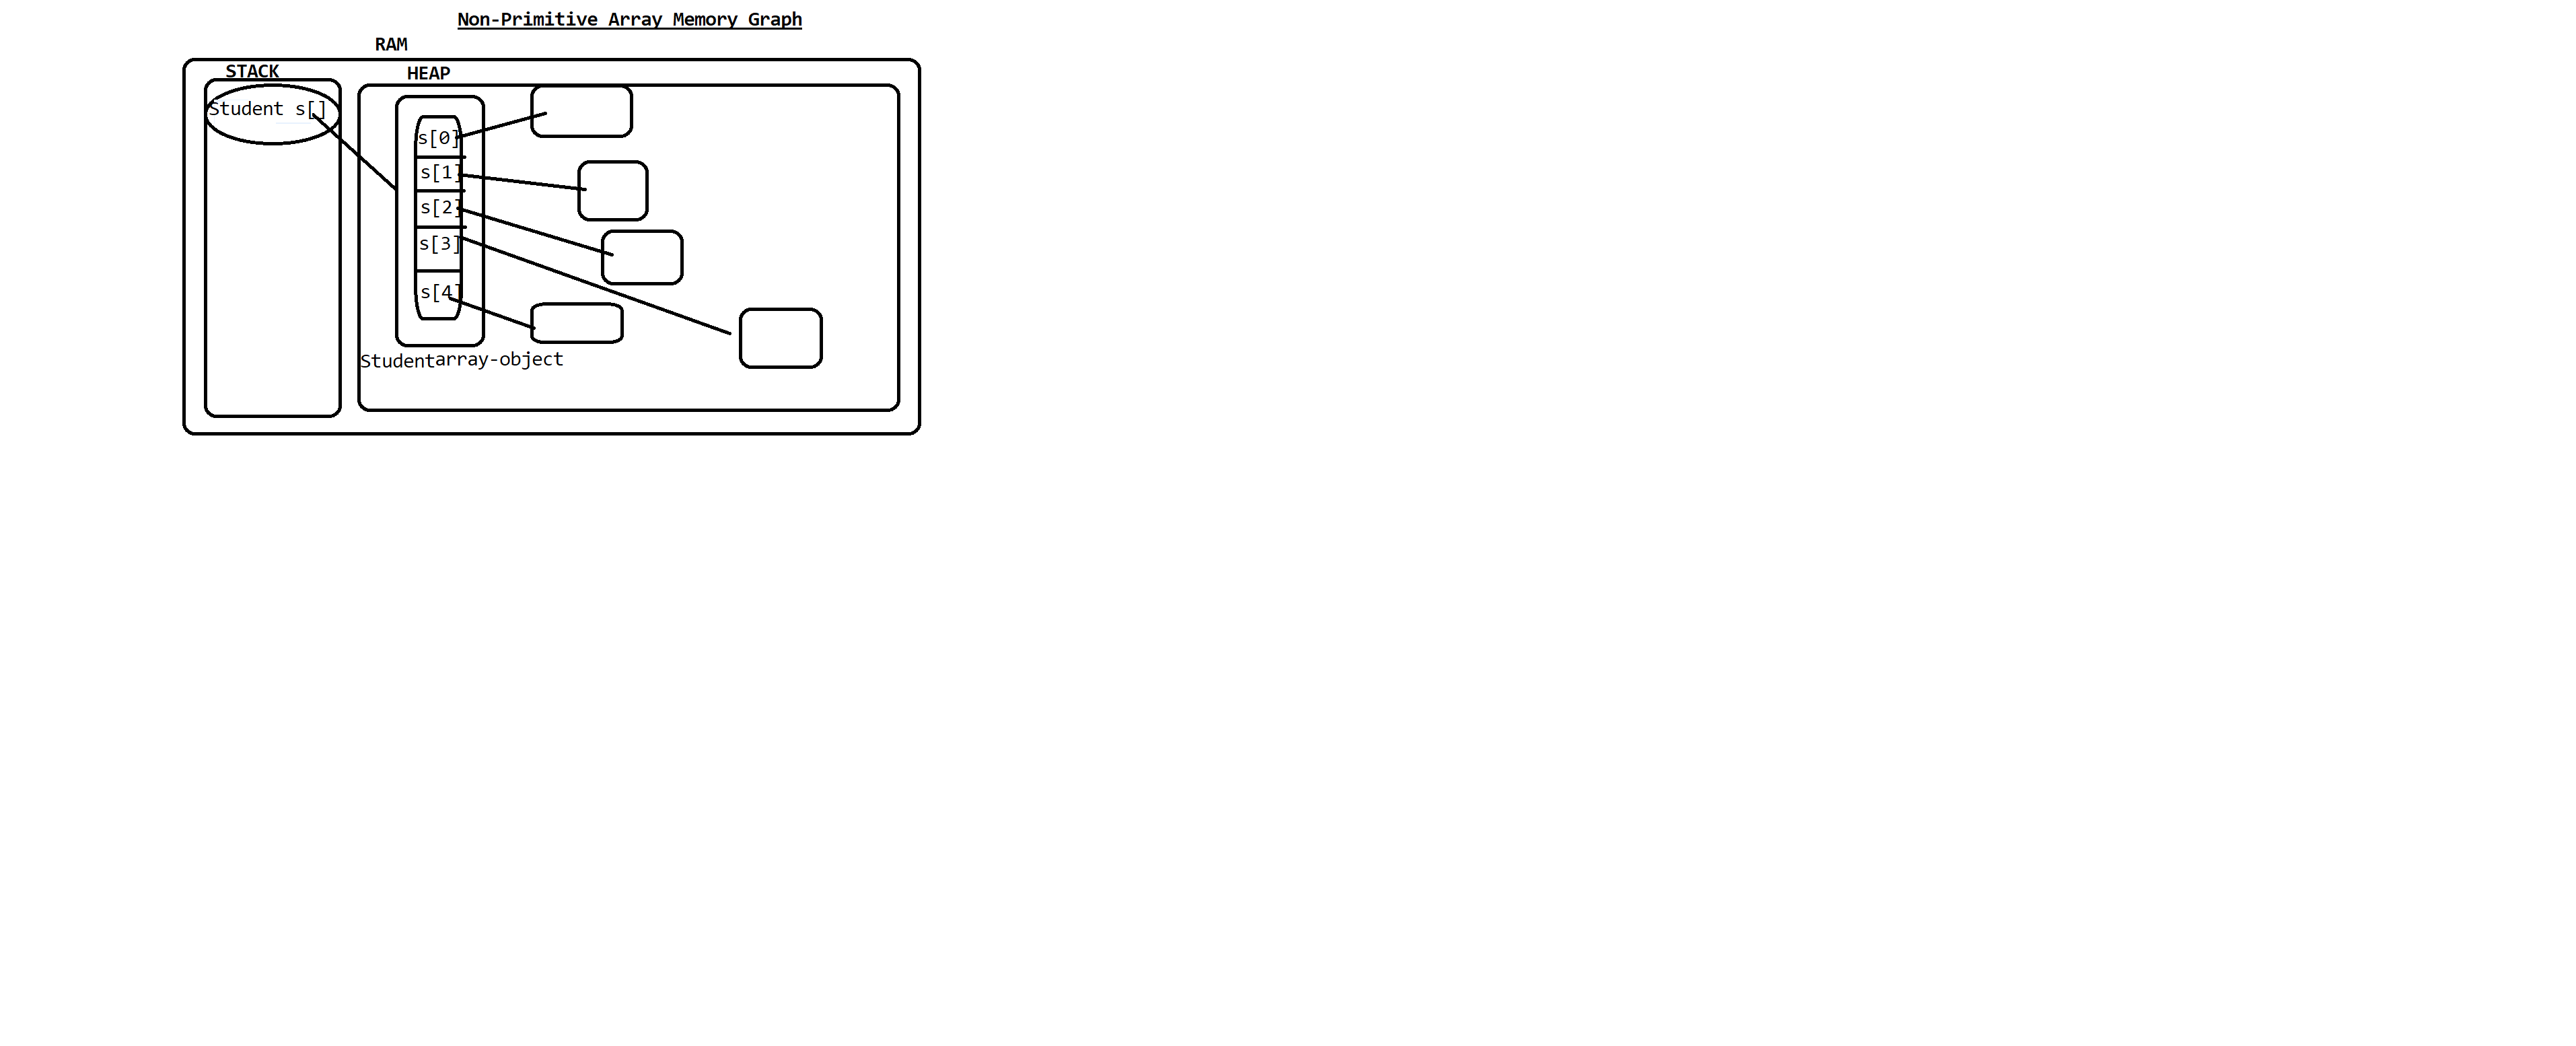 Non-Primitive Array Memory Graph
RAM
STACK
HEAP
Student s[]
s[0]
s[1]
s[2]
s[3]
s[4]
Studentarray-object